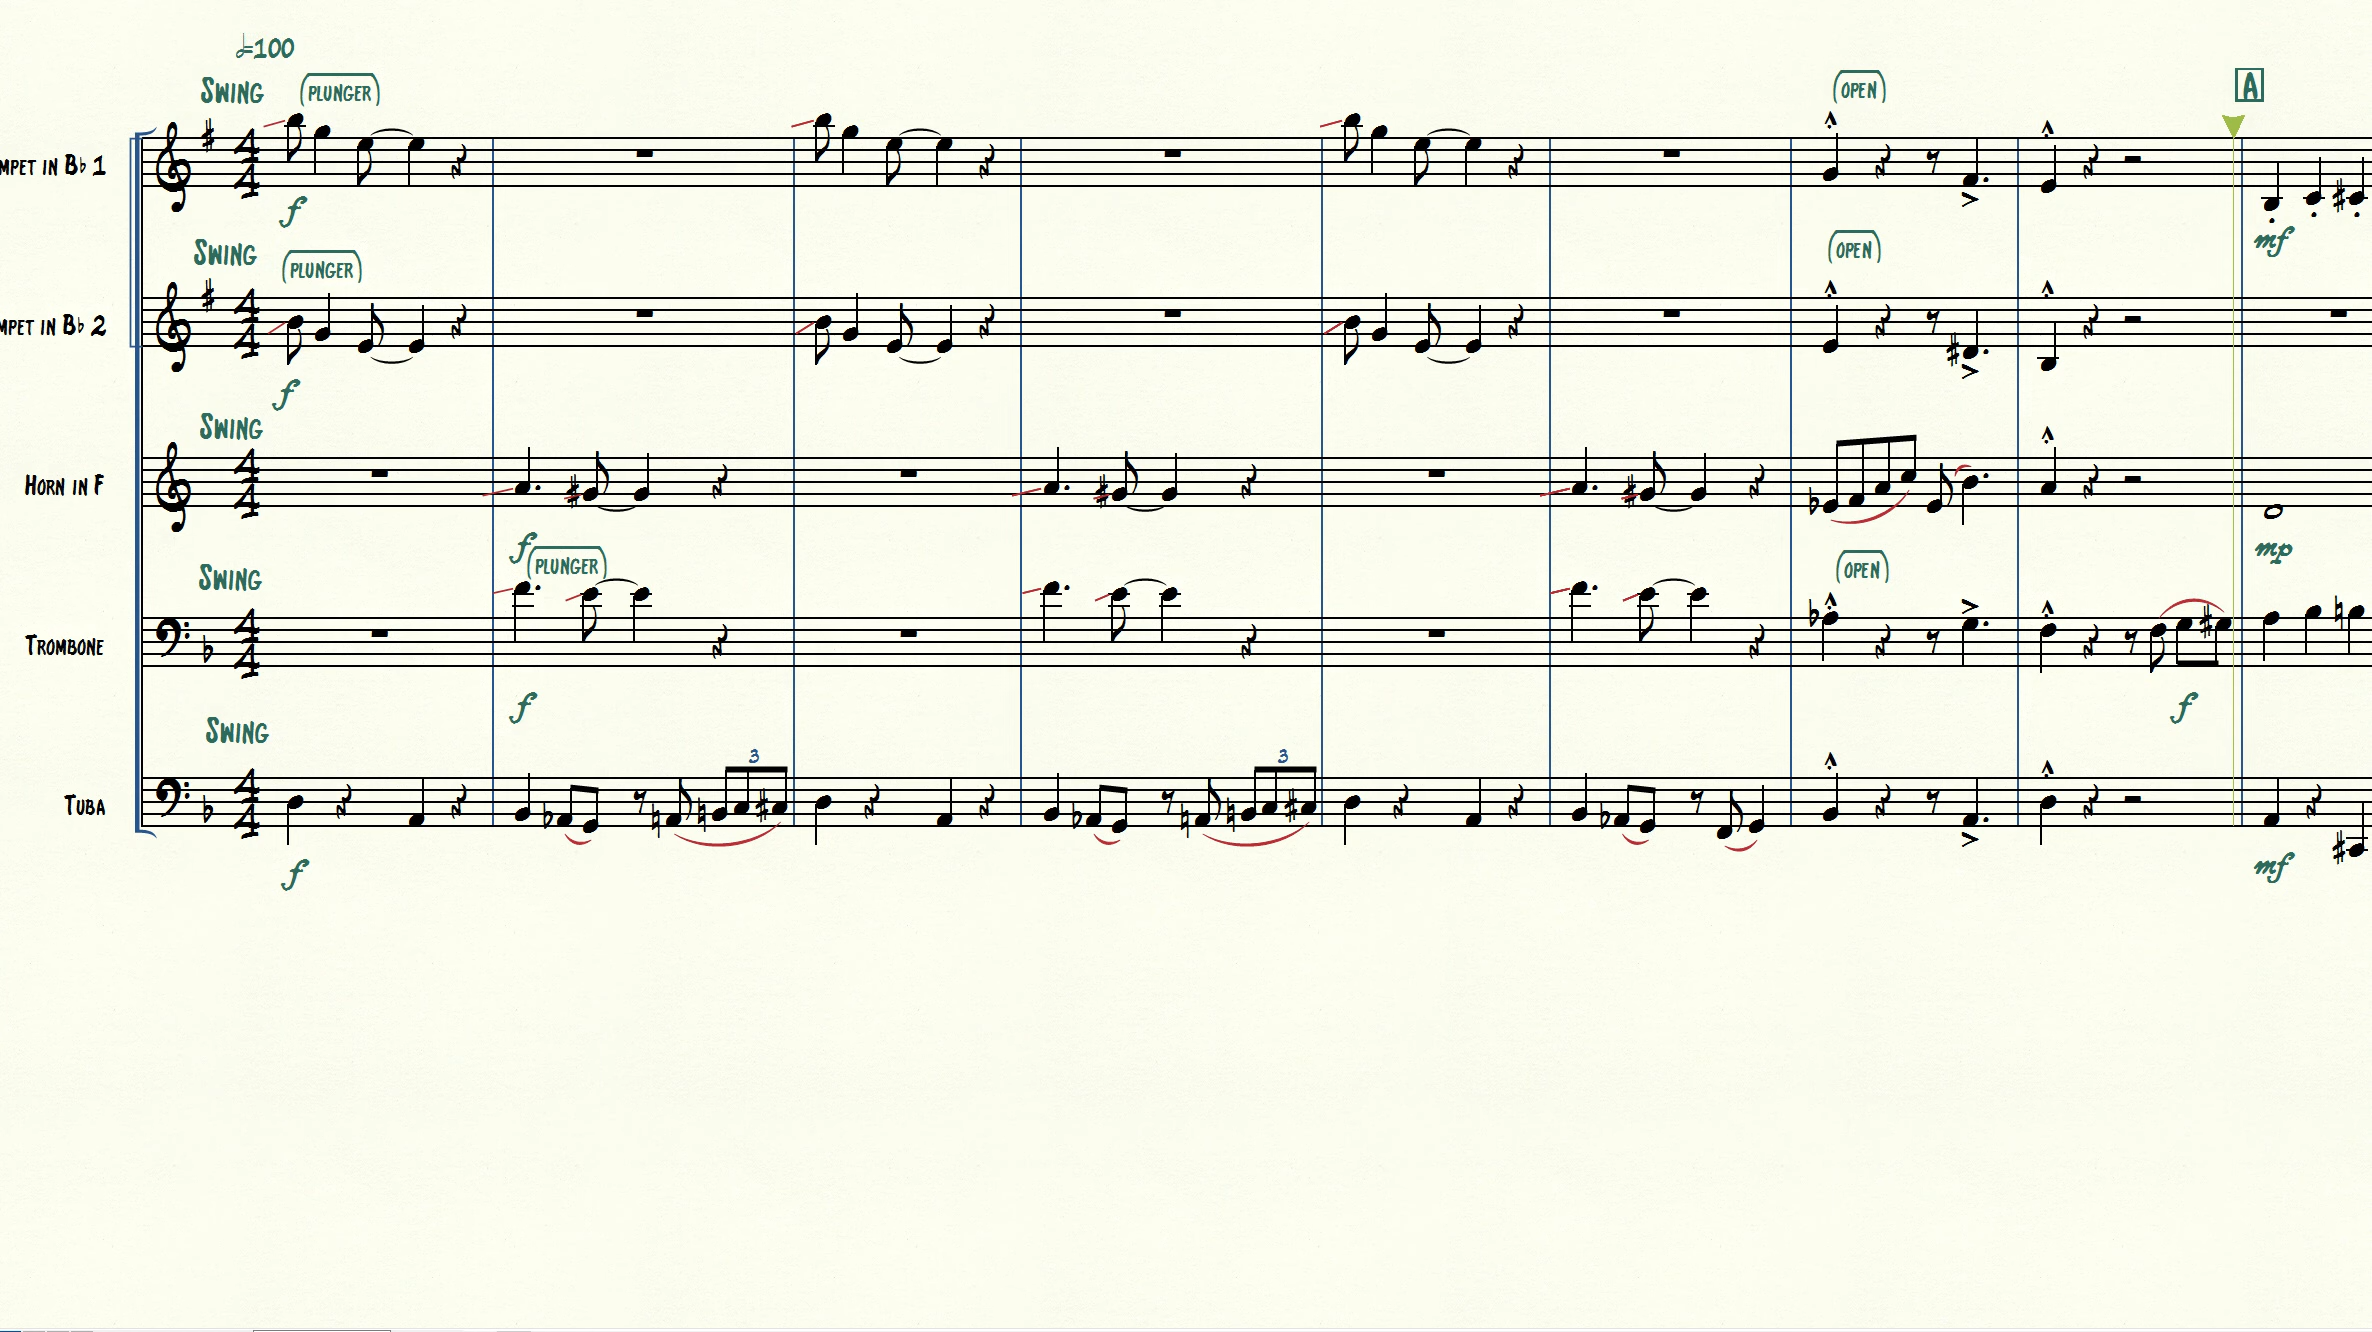 𝅗𝅥=100
SWING (PLUNGER)
(OPEN)
A
MPET IN B♭ 1
f
mf
SWING (PLUNGER)
(OPEN)
MPET IN B♭ 2
f
SWING
HORN IN F
f
mp
SWING
(PLUNGER)
(OPEN)
TROMBONE
f
f
SWING
3
3
TUBA
f
mf